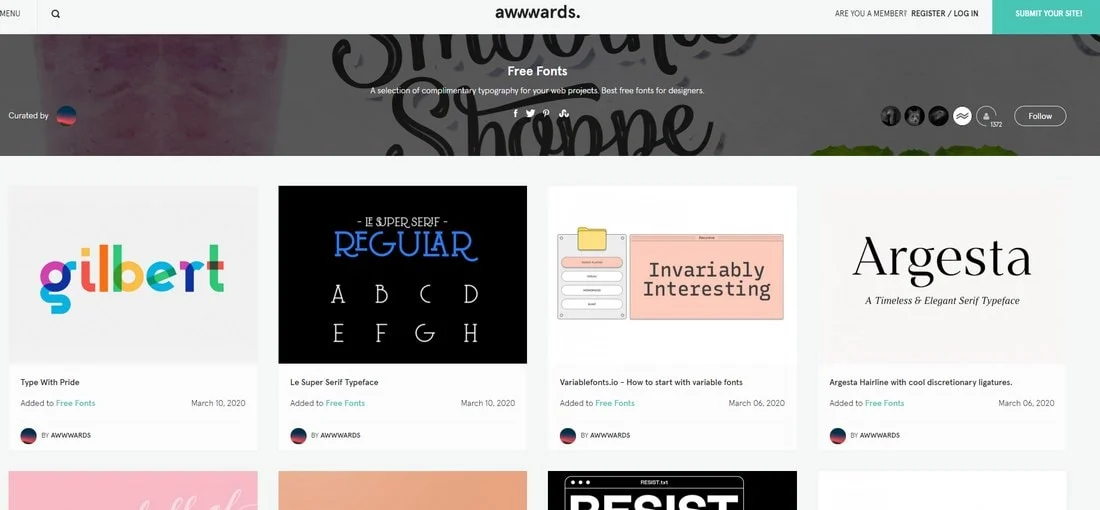 MENU
awwwards.
ARE YOU A MEMBER? REGISTER / LOG IN
SUBMIT YOUR SITE!
Smooths
Shoppe
Free Fonts
A selection of complimentary typography for your web projects. Best free fonts for designers.
Curated by
1372
Follow
gilbert
- LE SUPER SERIF -
REGULAR
A B C D
E F G H
Invariably
Interesting
Argesta
A Timeless & Elegant Serif Typeface
Type With Pride
Added to Free Fonts
March 10, 2020
BY AWWWARDS
Le Super Serif Typeface
Added to Free Fonts
March 10, 2020
BY AWWWARDS
Variablefonts.io - How to start with variable fonts
Added to Free Fonts
March 06, 2020
BY AWWWARDS
Argesta Hairline with cool discretionary ligatures.
Added to Free Fonts
March 06, 2020
BY AWWWARDS
RESIST.txt
RESIST